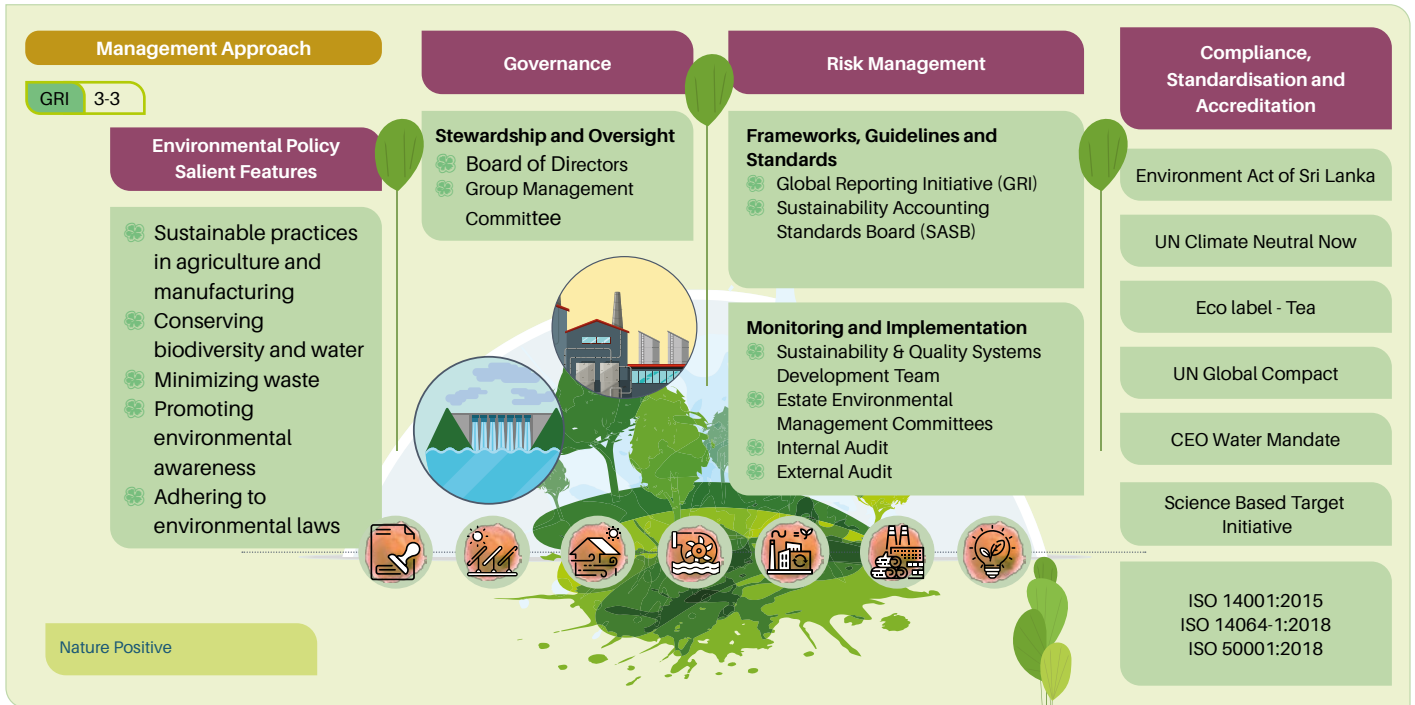 Management Approach
GRI 3-3
Environmental Policy
Salient Features
Sustainable practices
in agriculture and
manufacturing
Conserving
biodiversity and water
Minimizing waste
Promoting
environmental
awareness
Adhering to
environmental laws
Governance
Stewardship and Oversight
Board of Directors
Group Management
Committee
Risk Management
Frameworks, Guidelines and
Standards
Global Reporting Initiative (GRI)
Sustainability Accounting
Standards Board (SASB)
Monitoring and Implementation
Sustainability & Quality Systems
Development Team
Estate Environmental
Management Committees
Internal Audit
External Audit
Compliance,
Standardisation and
Accreditation
Environment Act of Sri Lanka
UN Climate Neutral Now
Eco label - Tea
UN Global Compact
CEO Water Mandate
Science Based Target
Initiative
ISO 14001:2015
ISO 14064-1:2018
ISO 50001:2018
Nature Positive